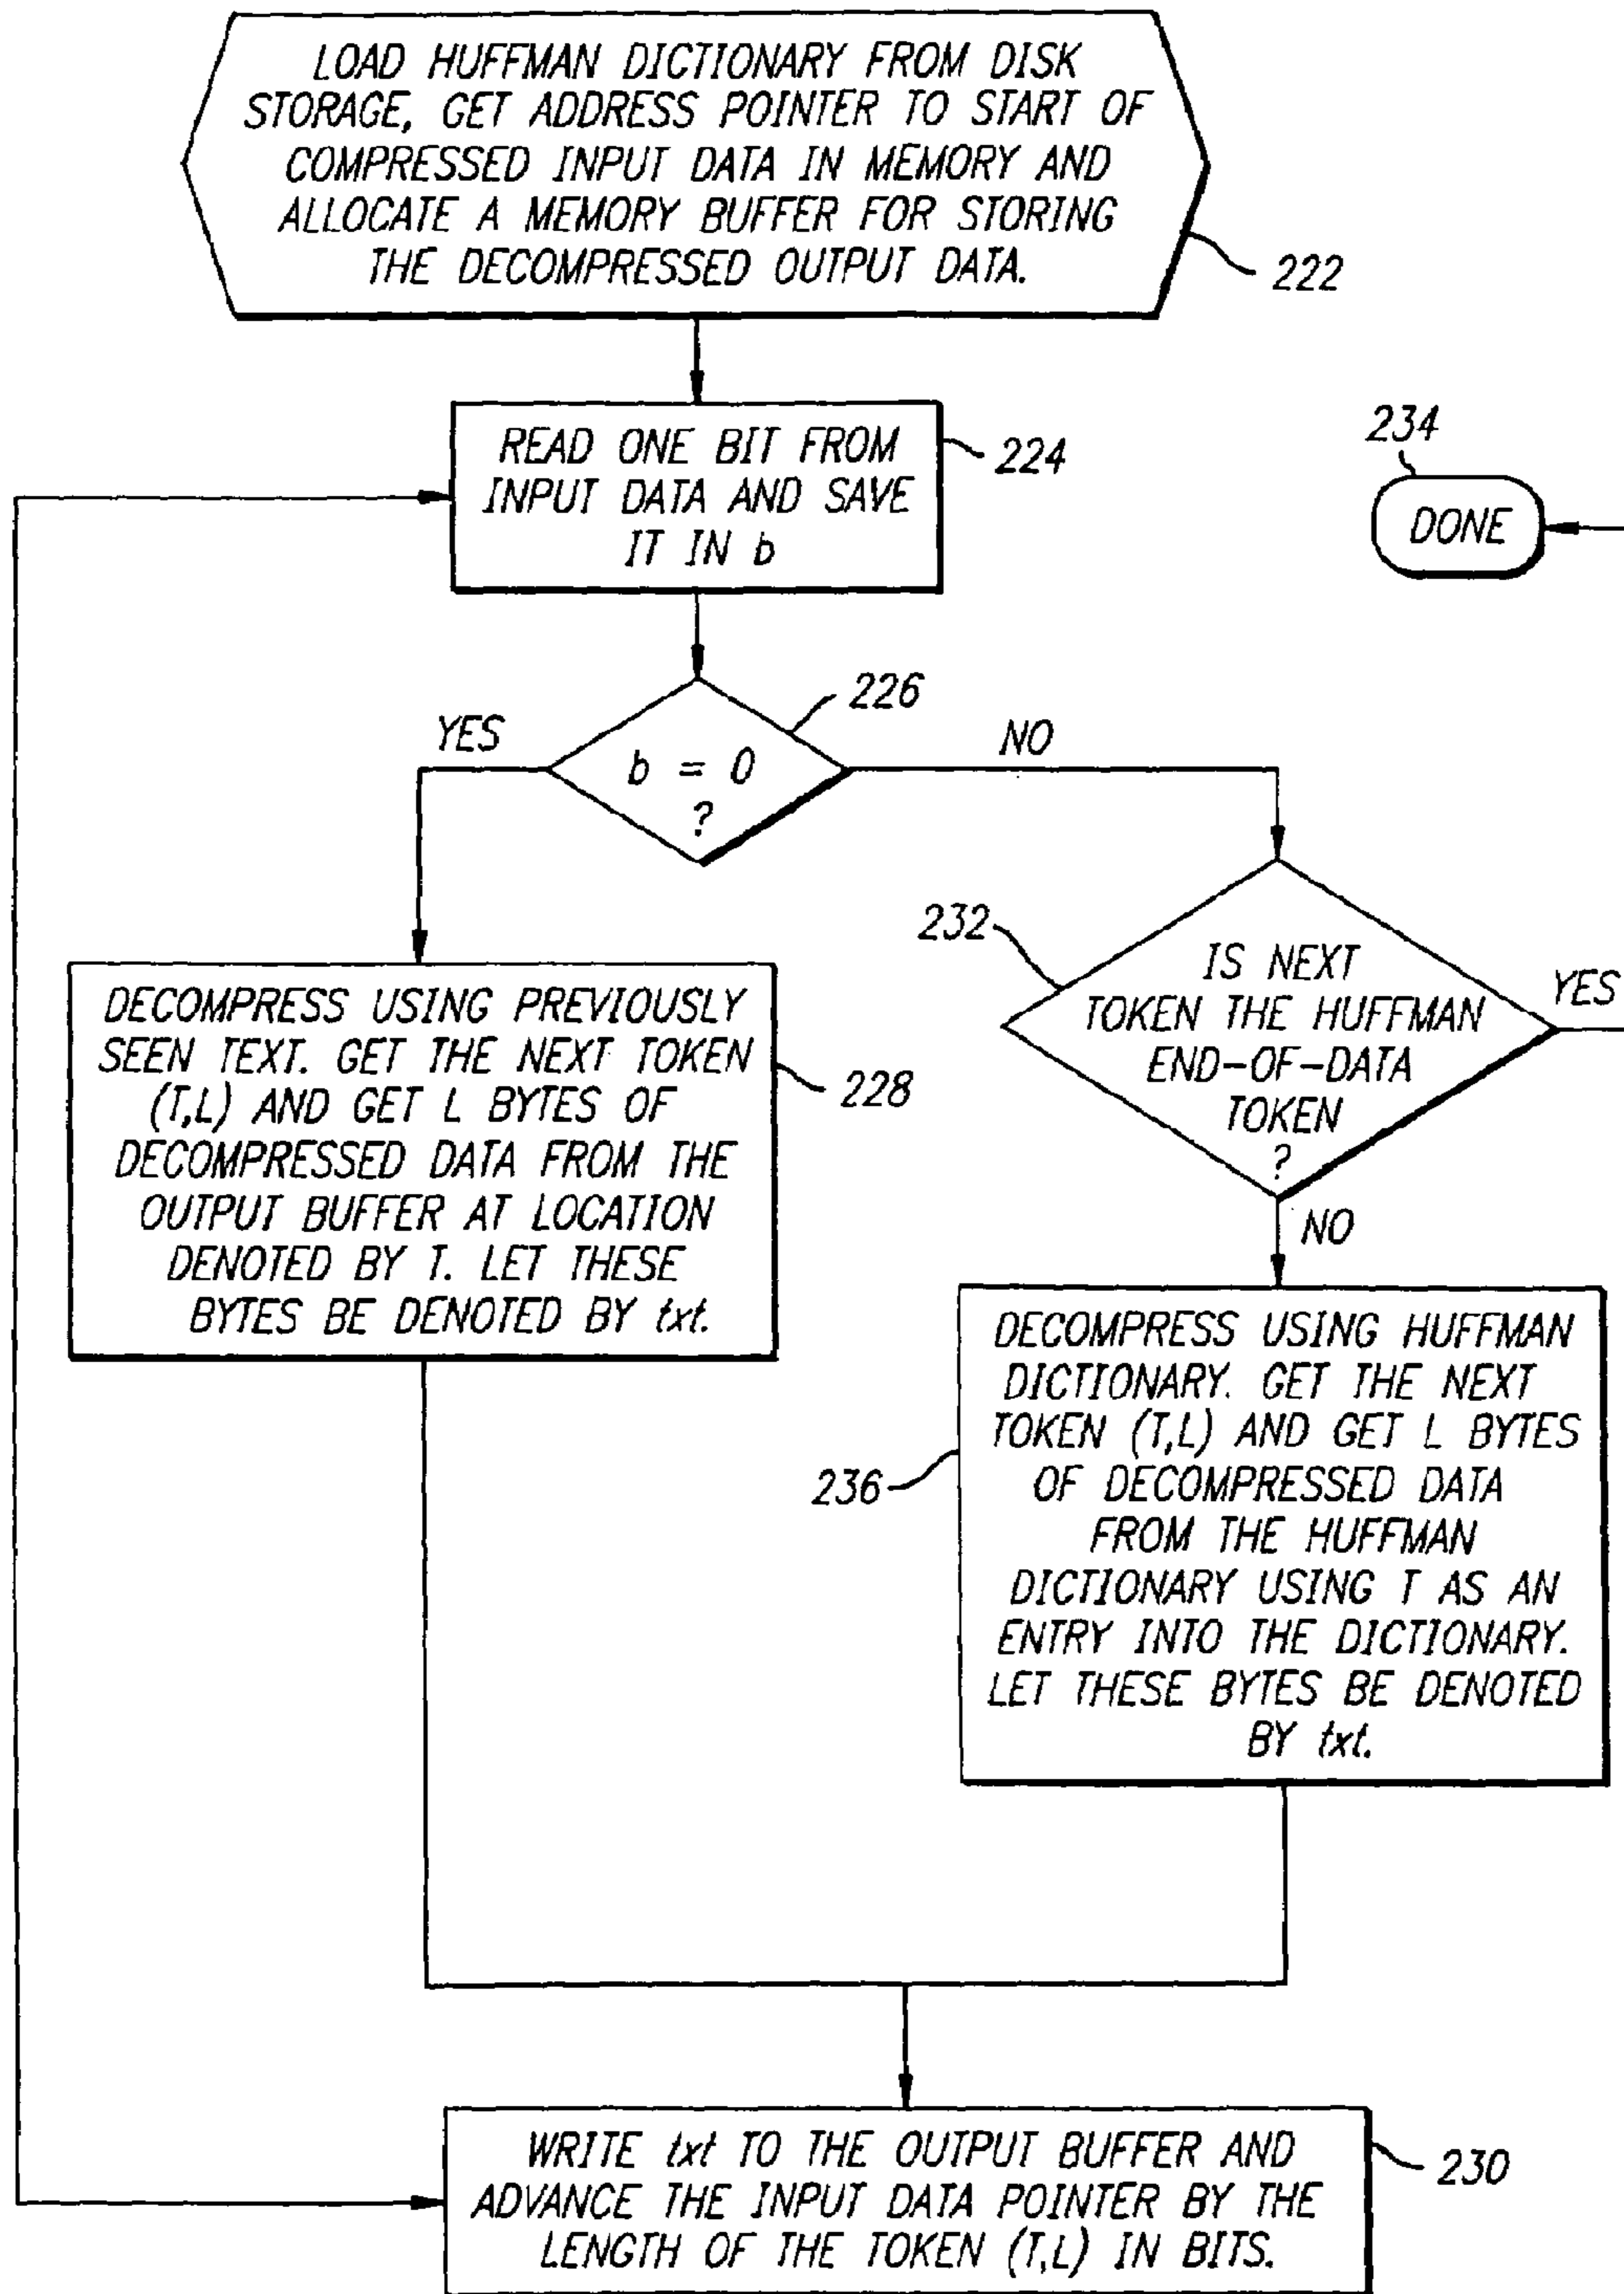 LOAD HUFFMAN DICTIONARY FROM DISK
STORAGE, GET ADDRESS POINTER TO START OF
COMPRESSED INPUT DATA IN MEMORY AND
ALLOCATE A MEMORY BUFFER FOR STORING
THE DECOMPRESSED OUTPUT DATA.
222
READ ONE BIT FROM
INPUT DATA AND SAVE
IT IN b
224
234
DONE
226
YES
b = 0
?
NO
232
IS NEXT
TOKEN THE HUFFMAN
END-OF-DATA
TOKEN
?
YES
NO
DECOMPRESS USING PREVIOUSLY
SEEN TEXT. GET THE NEXT TOKEN
(T,L) AND GET L BYTES OF
DECOMPRESSED DATA FROM THE
OUTPUT BUFFER AT LOCATION
DENOTED BY T. LET THESE
BYTES BE DENOTED BY txt.
228
DECOMPRESS USING HUFFMAN
DICTIONARY. GET THE NEXT
TOKEN (T,L) AND GET L BYTES
OF DECOMPRESSED DATA
FROM THE HUFFMAN
DICTIONARY USING T AS AN
ENTRY INTO THE DICTIONARY.
LET THESE BYTES BE DENOTED
BY txt.
236
WRITE txt TO THE OUTPUT BUFFER AND
ADVANCE THE INPUT DATA POINTER BY THE
LENGTH OF THE TOKEN (T,L) IN BITS.
230